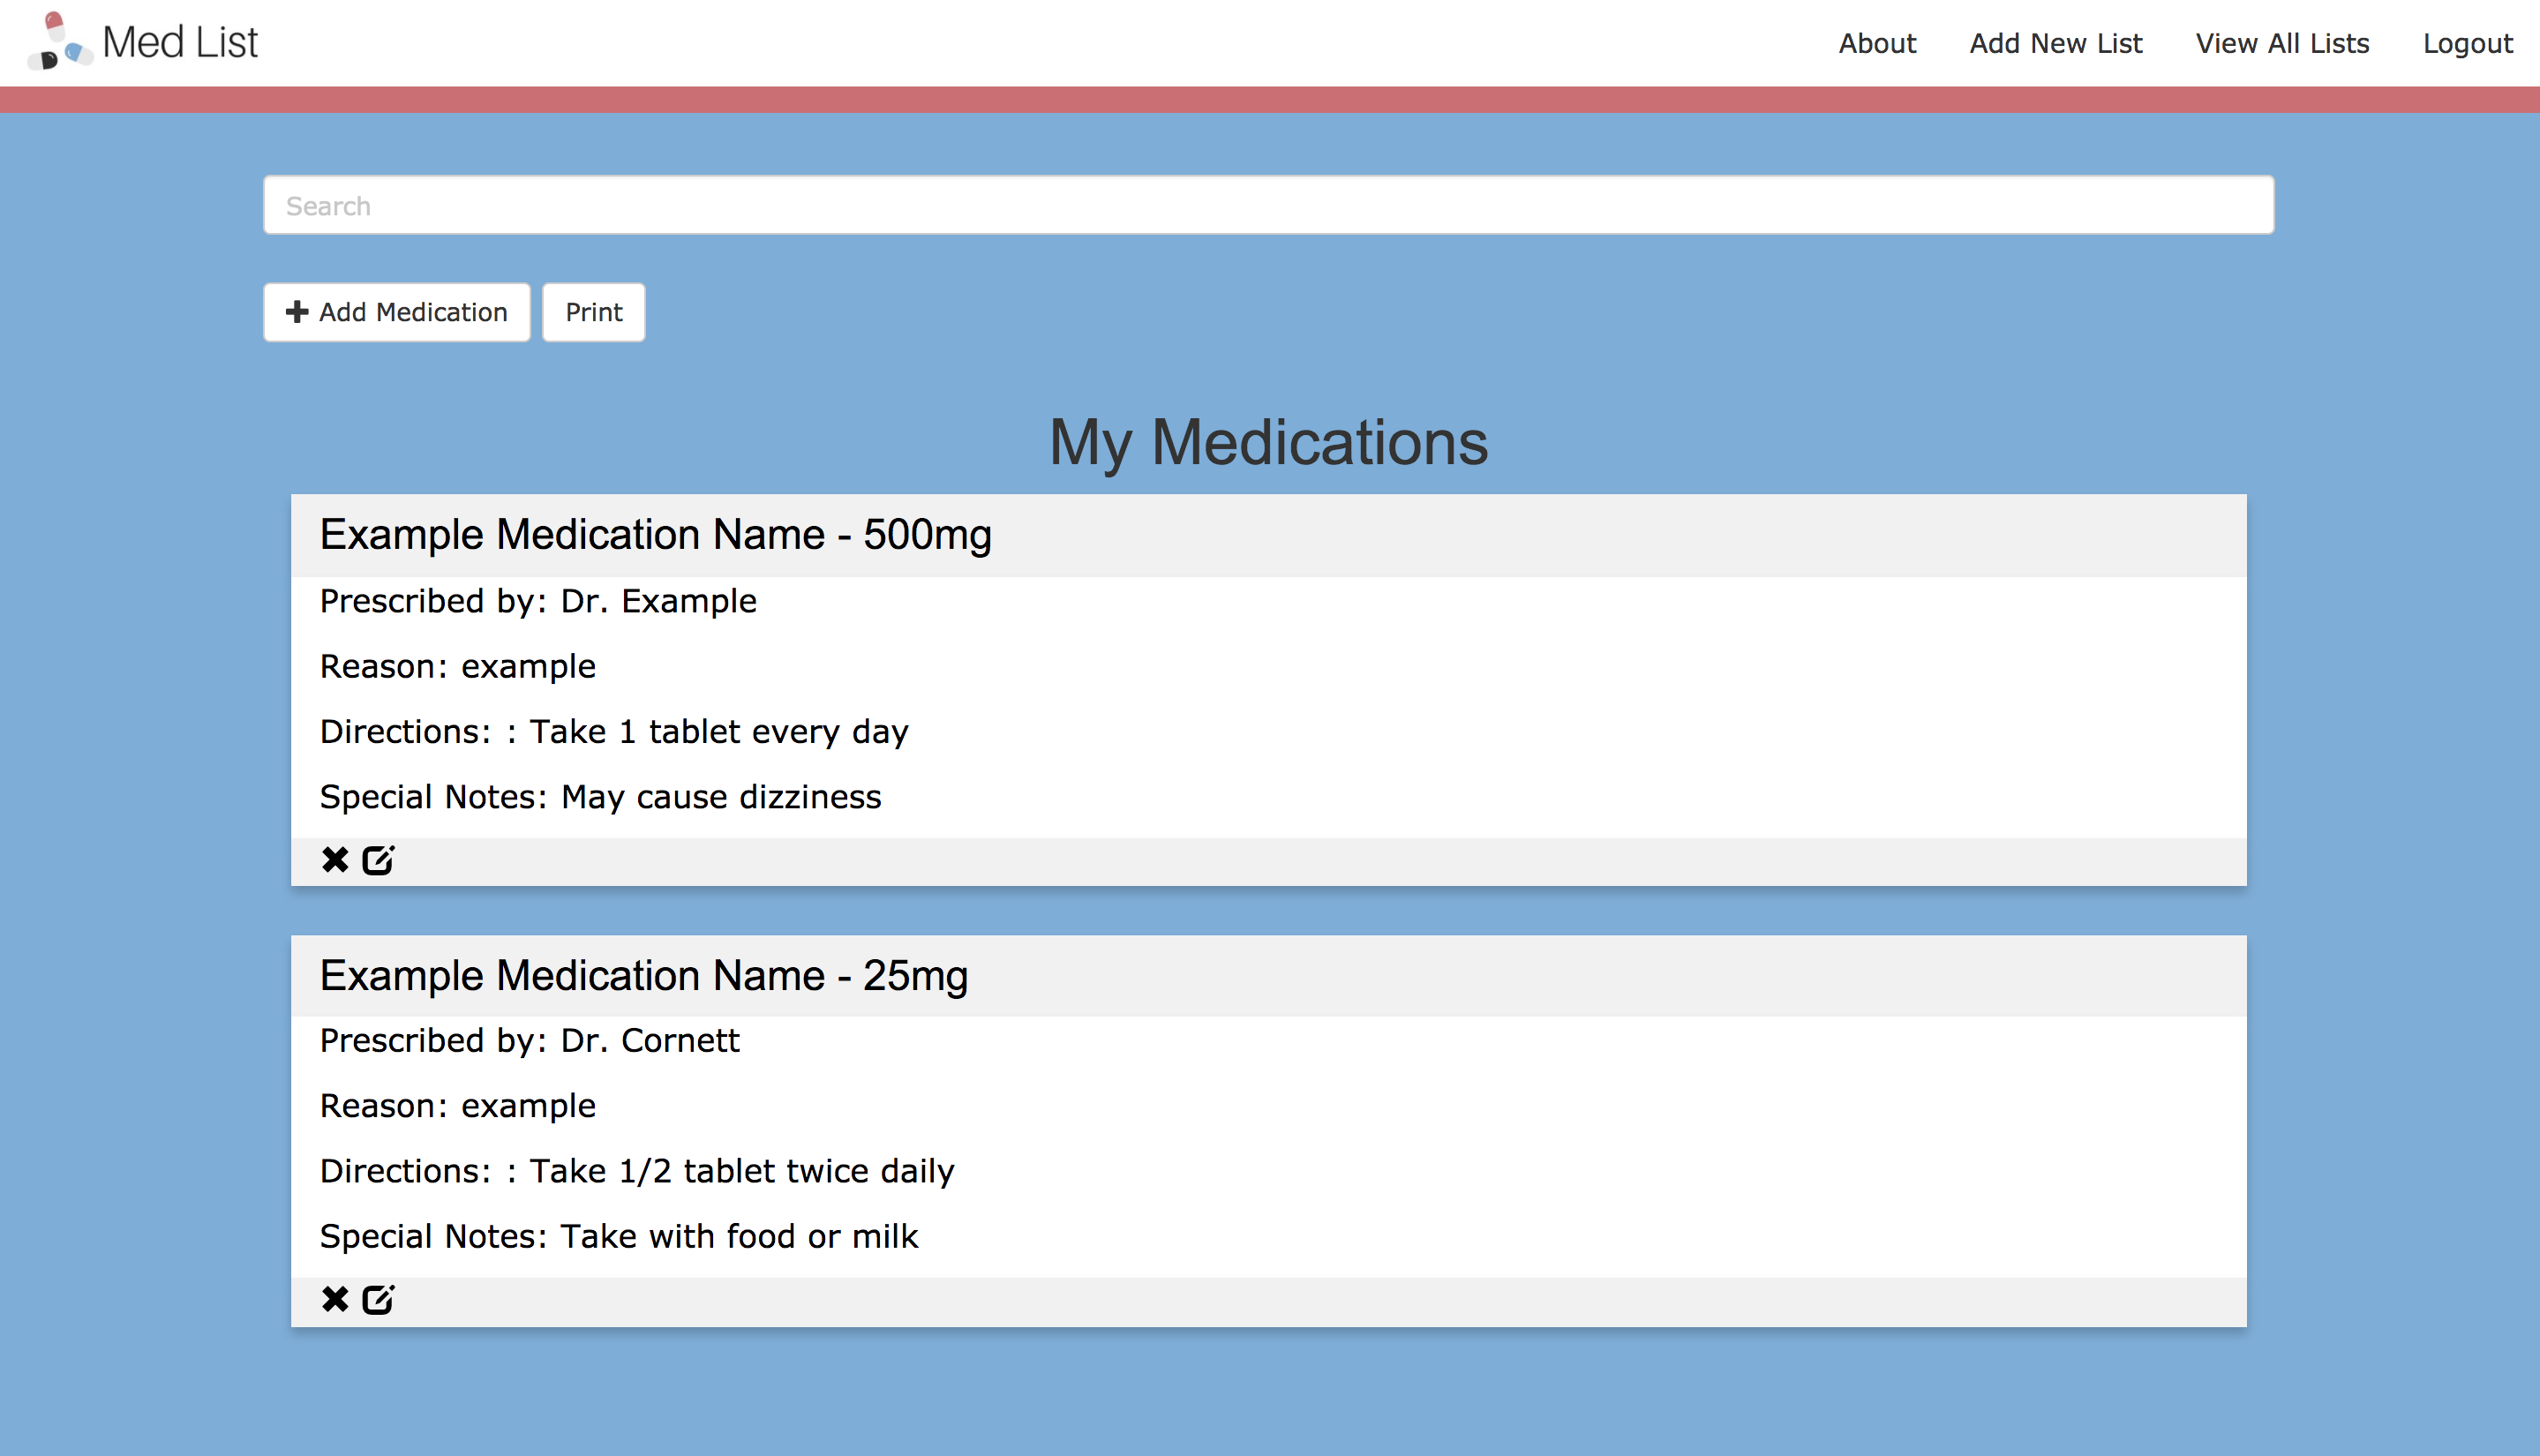 Med List
About Add New List View All Lists Logout
Search
Add Medication Print
My Medications
Example Medication Name - 500mg
Prescribed by: Dr. Example
Reason: example
Directions: : Take 1 tablet every day
Special Notes: May cause dizziness
Example Medication Name - 25mg
Prescribed by: Dr. Cornett
Reason: example
Directions: : Take 1/2 tablet twice daily
Special Notes: Take with food or milk